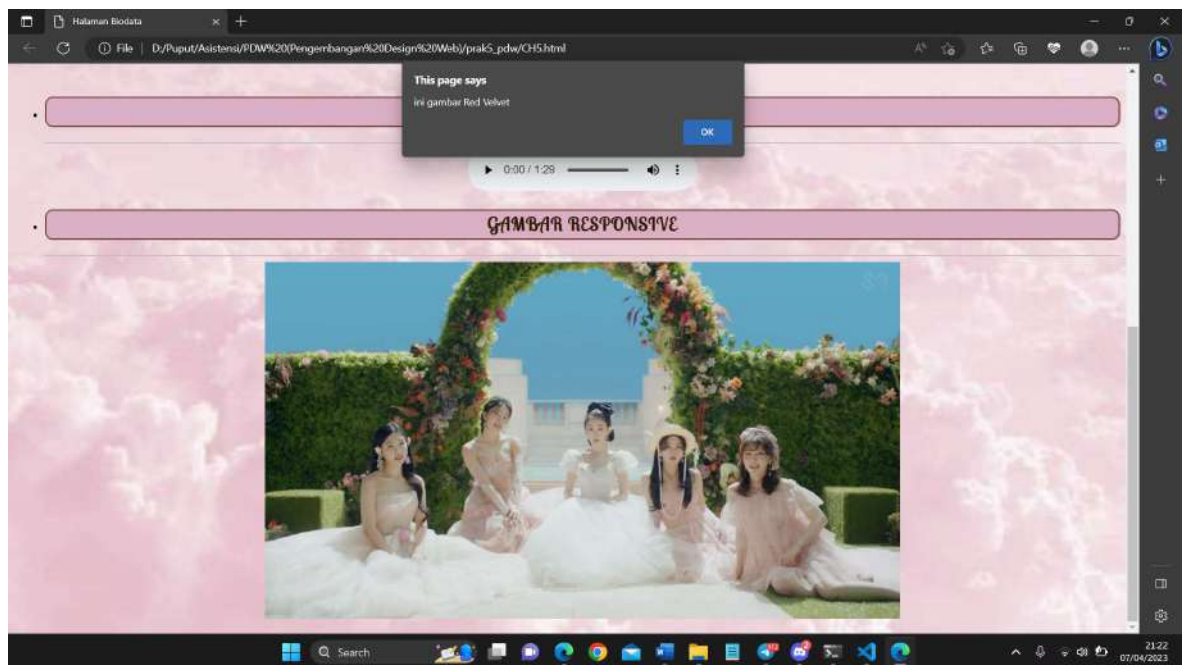 Halaman Biodata
File
D:/Puput/Asistensi/PDW%20(Pengembangan%20Design%20Web)/prak5_pdw/CH5.html
This page says
ini gambar Red Velvet
OK
0:00 / 1:29
GAMBAR RESPONSIVE
Search
21:22
07/04/2023